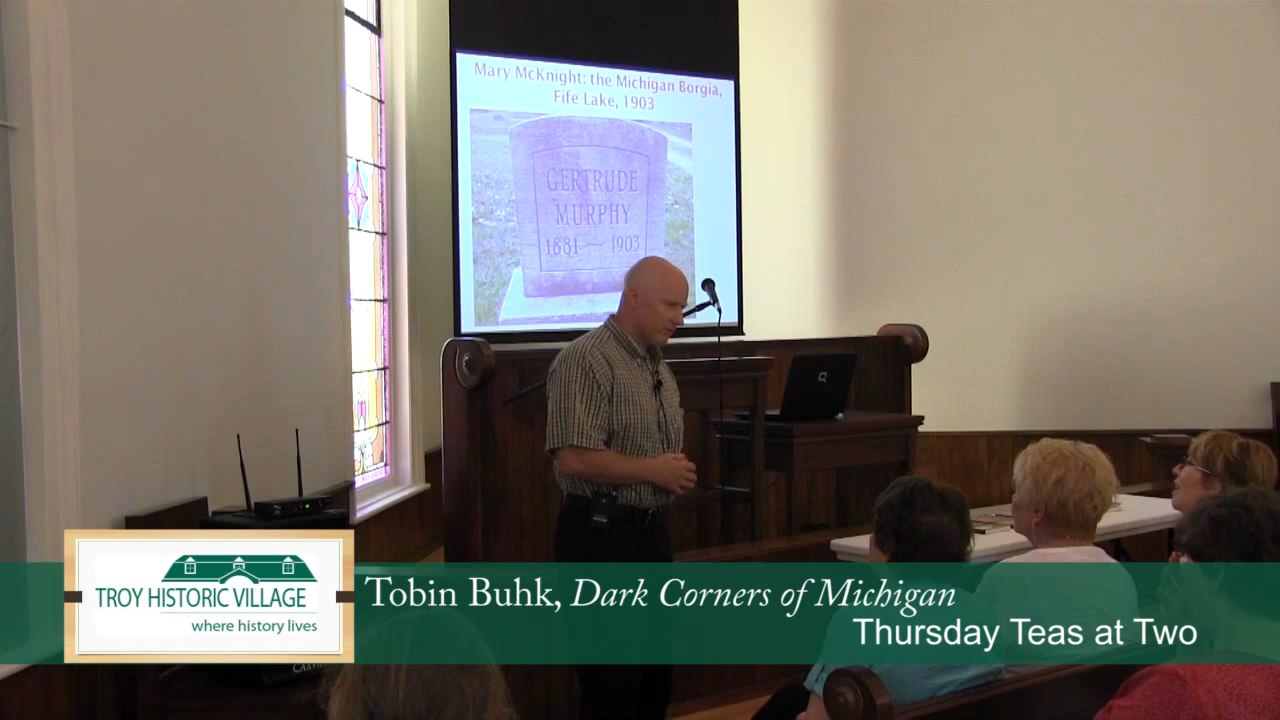 Mary McKnight: the Michigan Borgia,
Fife Lake, 1903
GERTRUDE
MURPHY
1881 — 1903
TROY HISTORIC VILLAGE
where history lives
Tobin Buhk, Dark Corners of Michigan
Thursday Teas at Two